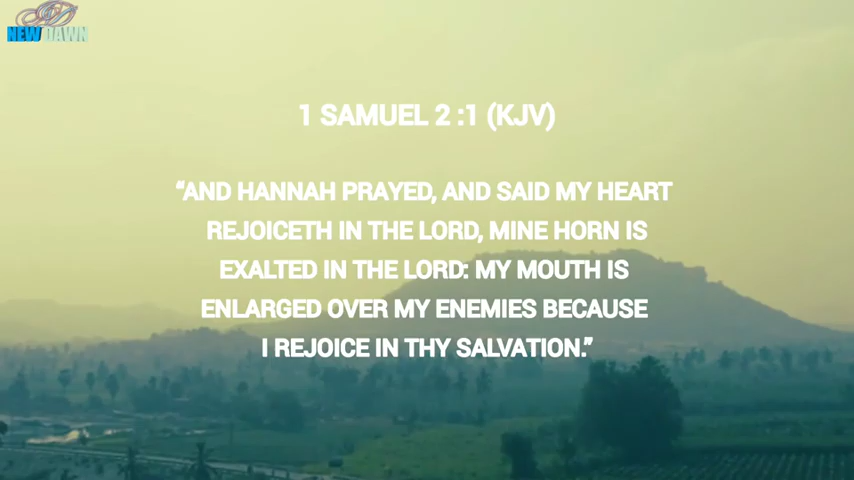 NEW DAWN
1 SAMUEL 2 :1 (KJV)
“AND HANNAH PRAYED, AND SAID MY HEART
REJOICETH IN THE LORD, MINE HORN IS
EXALTED IN THE LORD: MY MOUTH IS
ENLARGED OVER MY ENEMIES BECAUSE
I REJOICE IN THY SALVATION.”